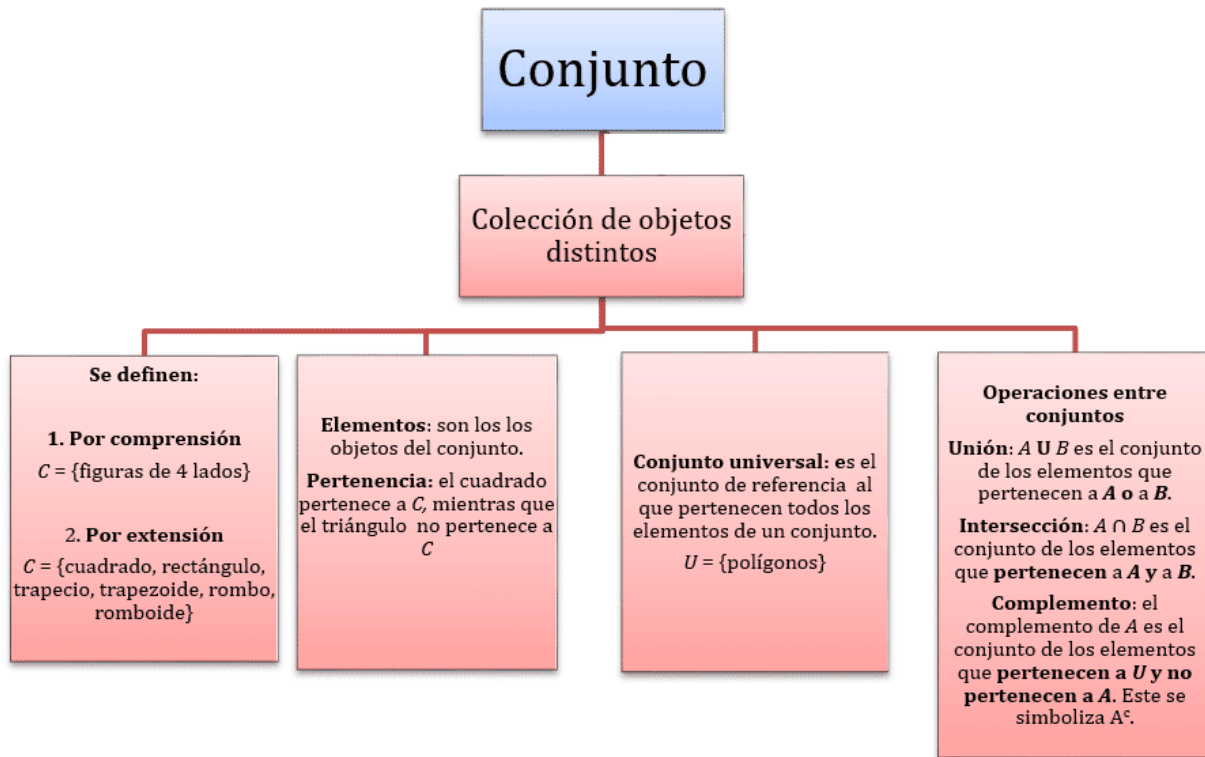 Conjunto
Colección de objetos
distintos
Se definen:
1. Por comprensión
C = {figuras de 4 lados}
2. Por extensión
C = {cuadrado, rectángulo,
trapecio, trapezoide, rombo,
romboide}
Elementos: son los los
objetos del conjunto.
Pertenencia: el cuadrado
pertenece a C, mientras que
el triángulo no pertenece a
C
Conjunto universal: es el
conjunto de referencia al
que pertenecen todos los
elementos de un conjunto.
U = {polígonos}
Operaciones entre
conjuntos
Unión: A U B es el conjunto
de los elementos que
pertenecen a A o a B.
Intersección: A ∩ B es el
conjunto de los elementos
que pertenecen a A y a B.
Complemento: el
complemento de A es el
conjunto de los elementos
que pertenecen a U y no
pertenecen a A. Este se
simboliza Aᶜ.